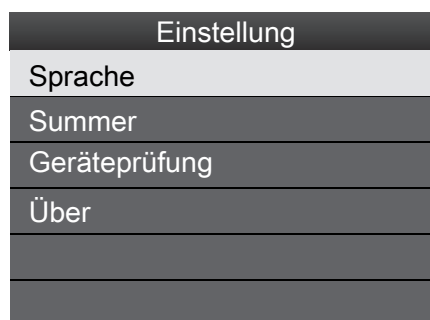 Einstellung
Sprache
Summer
Geräteprüfung
Über